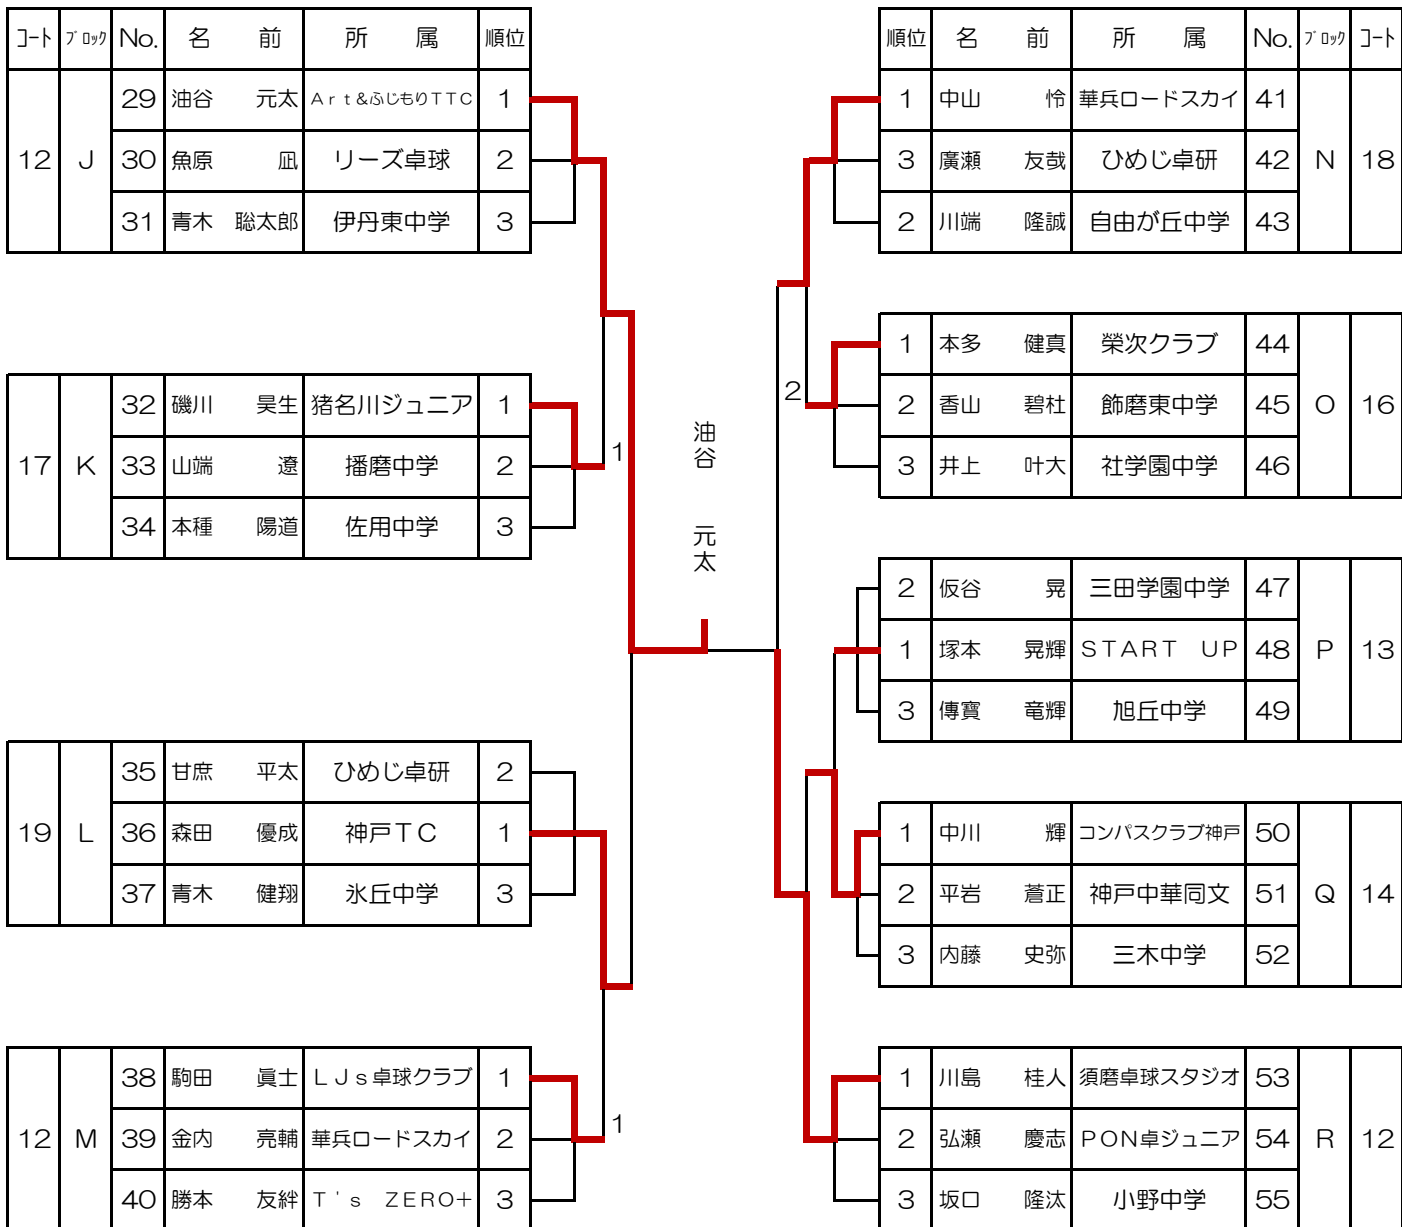 コート ブロック No. 名 前 所 属 順位
12 J 29 油谷 元太 Art&ふじもりTTC 1
30 魚原 凪 リーズ卓球 2
31 青木 聡太郎 伊丹東中学 3
17 K 32 磯川 昊生 猪名川ジュニア 1
33 山端 遼 播磨中学 2
34 本種 陽道 佐用中学 3
1
19 L 35 甘庶 平太 ひめじ卓研 2
36 森田 優成 神戸TC 1
37 青木 健翔 氷丘中学 3
12 M 38 駒田 眞士 LJs卓球クラブ 1
39 金内 亮輔 華兵ロードスカイ 2
40 勝本 友絆 T's ZERO+ 3
1
油谷 元太
順位 名 前 所 属 No. ブロック コート
1 中山 怜 華兵ロードスカイ 41 N 18
3 廣瀬 友哉 ひめじ卓研 42
2 川端 隆誠 自由が丘中学 43
2
1 本多 健真 榮次クラブ 44 O 16
2 香山 碧杜 飾磨東中学 45
3 井上 叶大 社学園中学 46
2 仮谷 晃 三田学園中学 47 P 13
1 塚本 晃輝 START UP 48
3 傳寳 竜輝 旭丘中学 49
1 中川 輝 コンパスクラブ神戸 50 Q 14
2 平岩 蒼正 神戸中華同文 51
3 内藤 史弥 三木中学 52
1 川島 桂人 須磨卓球スタジオ 53 R 12
2 弘瀬 慶志 PON卓ジュニア 54
3 坂口 隆汰 小野中学 55